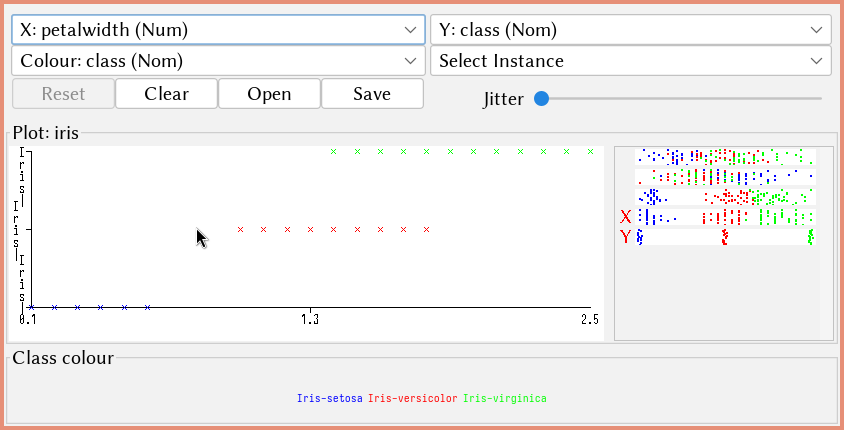 X: petalwidth (Num) Y: class (Nom)
Colour: class (Nom) Select Instance
Reset Clear Open Save Jitter
Plot: iris
Iris
Iris
Iris
X
Y
0.1 1.3 2.5
Class colour
Iris-setosa Iris-versicolor Iris-virginica